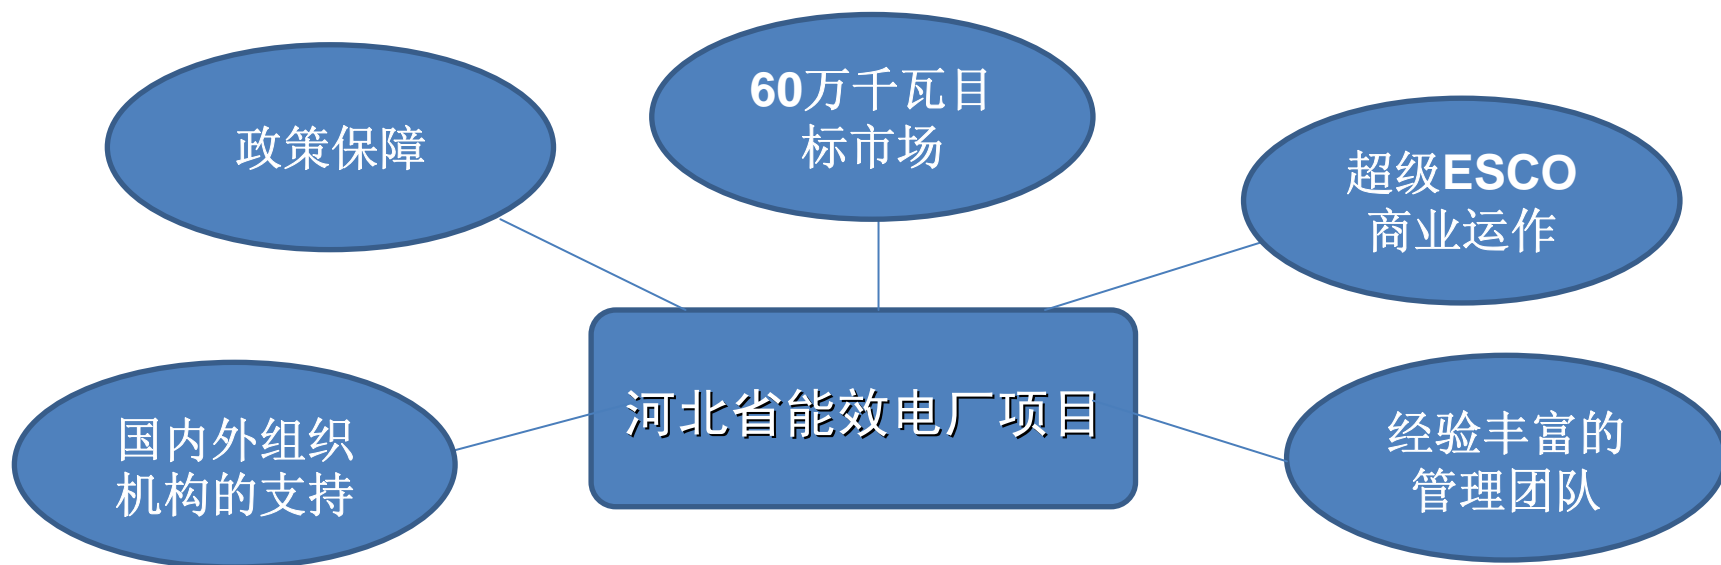 政策保障
60万千瓦目
标市场
超级ESCO
商业运作
河北省能效电厂项目
国内外组织
机构的支持
经验丰富的
管理团队